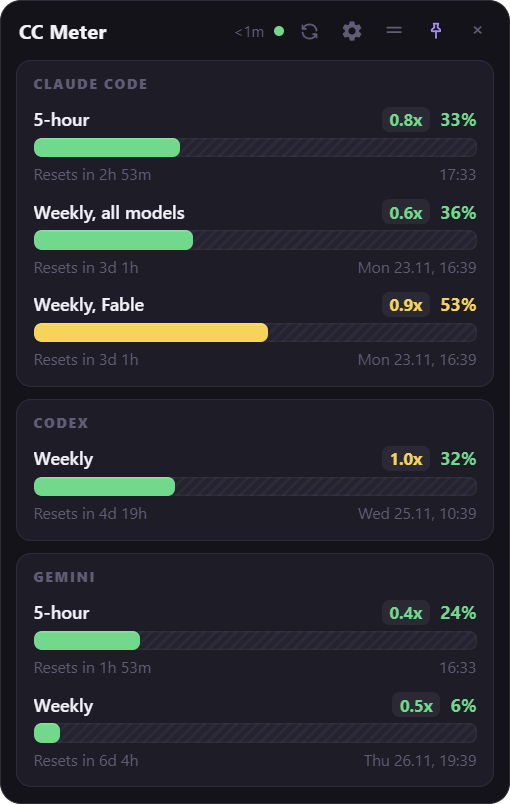 CC Meter <1m ×
CLAUDE CODE
5-hour 0.8x 33%
Resets in 2h 53m 17:33
Weekly, all models 0.6x 36%
Resets in 3d 1h Mon 23.11, 16:39
Weekly, Fable 0.9x 53%
Resets in 3d 1h Mon 23.11, 16:39
CODEX
Weekly 1.0x 32%
Resets in 4d 19h Wed 25.11, 10:39
GEMINI
5-hour 0.4x 24%
Resets in 1h 53m 16:33
Weekly 0.5x 6%
Resets in 6d 4h Thu 26.11, 19:39